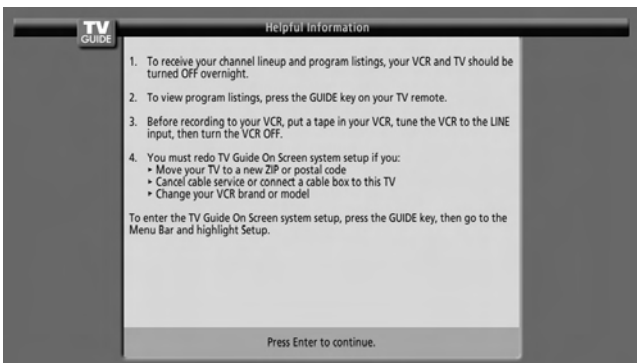 TV
GUIDE
Helpful Information
1. To receive your channel lineup and program listings, your VCR and TV should be
turned OFF overnight.
2. To view program listings, press the GUIDE key on your TV remote.
3. Before recording to your VCR, put a tape in your VCR, tune the VCR to the LINE
input, then turn the VCR OFF.
4. You must redo TV Guide On Screen system setup if you:
▸ Move your TV to a new ZIP or postal code
▸ Cancel cable service or connect a cable box to this TV
▸ Change your VCR brand or model
To enter the TV Guide On Screen system setup, press the GUIDE key, then go to the
Menu Bar and highlight Setup.
Press Enter to continue.